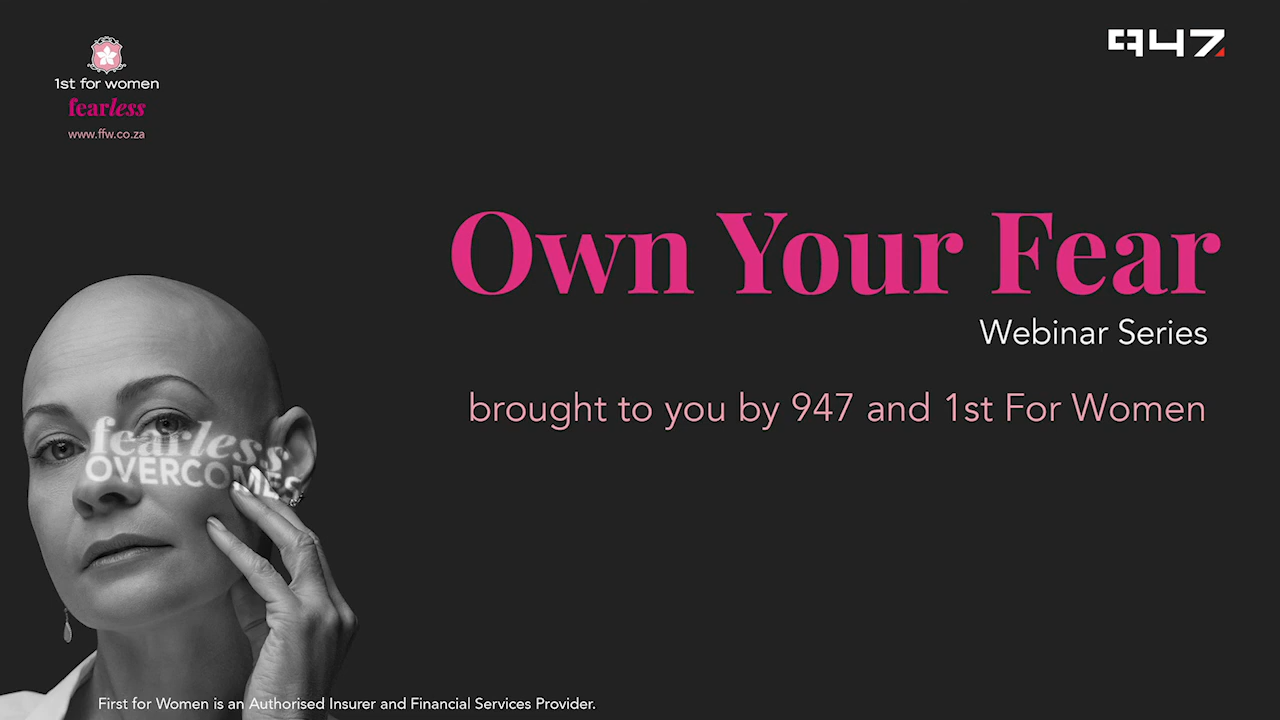 1st for women
fearless
www.ffw.co.za
947
Own Your Fear
Webinar Series
brought to you by 947 and 1st For Women
fearless
OVERCOMES
First for Women is an Authorised Insurer and Financial Services Provider.